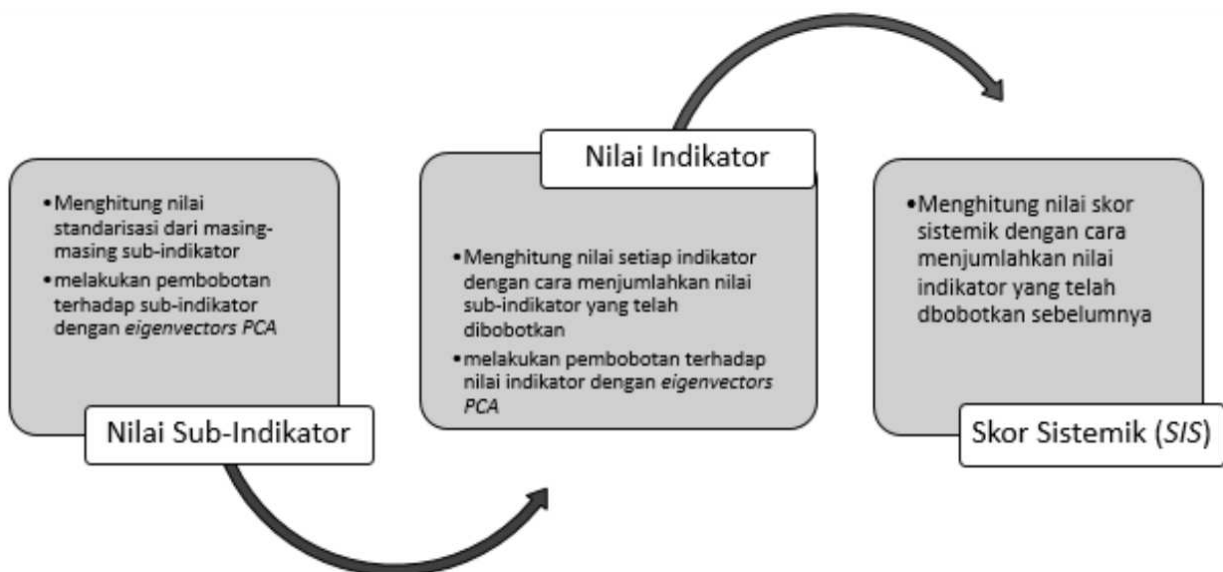 •Menghitung nilai
standarisasi dari masing-
masing sub-indikator
•melakukan pembobotan
terhadap sub-indikator
dengan eigenvectors PCA
Nilai Sub-Indikator
Nilai Indikator
•Menghitung nilai setiap indikator
dengan cara menjumlahkan nilai
sub-indikator yang telah
dibobotkan
•melakukan pembobotan terhadap
nilai indikator dengan eigenvectors
PCA
•Menghitung nilai skor
sistemik dengan cara
menjumlahkan nilai
indikator yang telah
dbobotkan sebelumnya
Skor Sistemik (SIS)